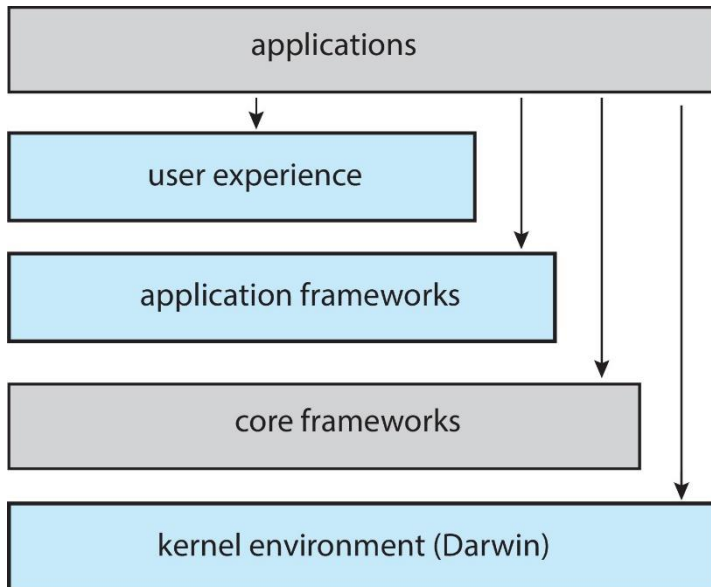 applications
user experience
application frameworks
core frameworks
kernel environment (Darwin)